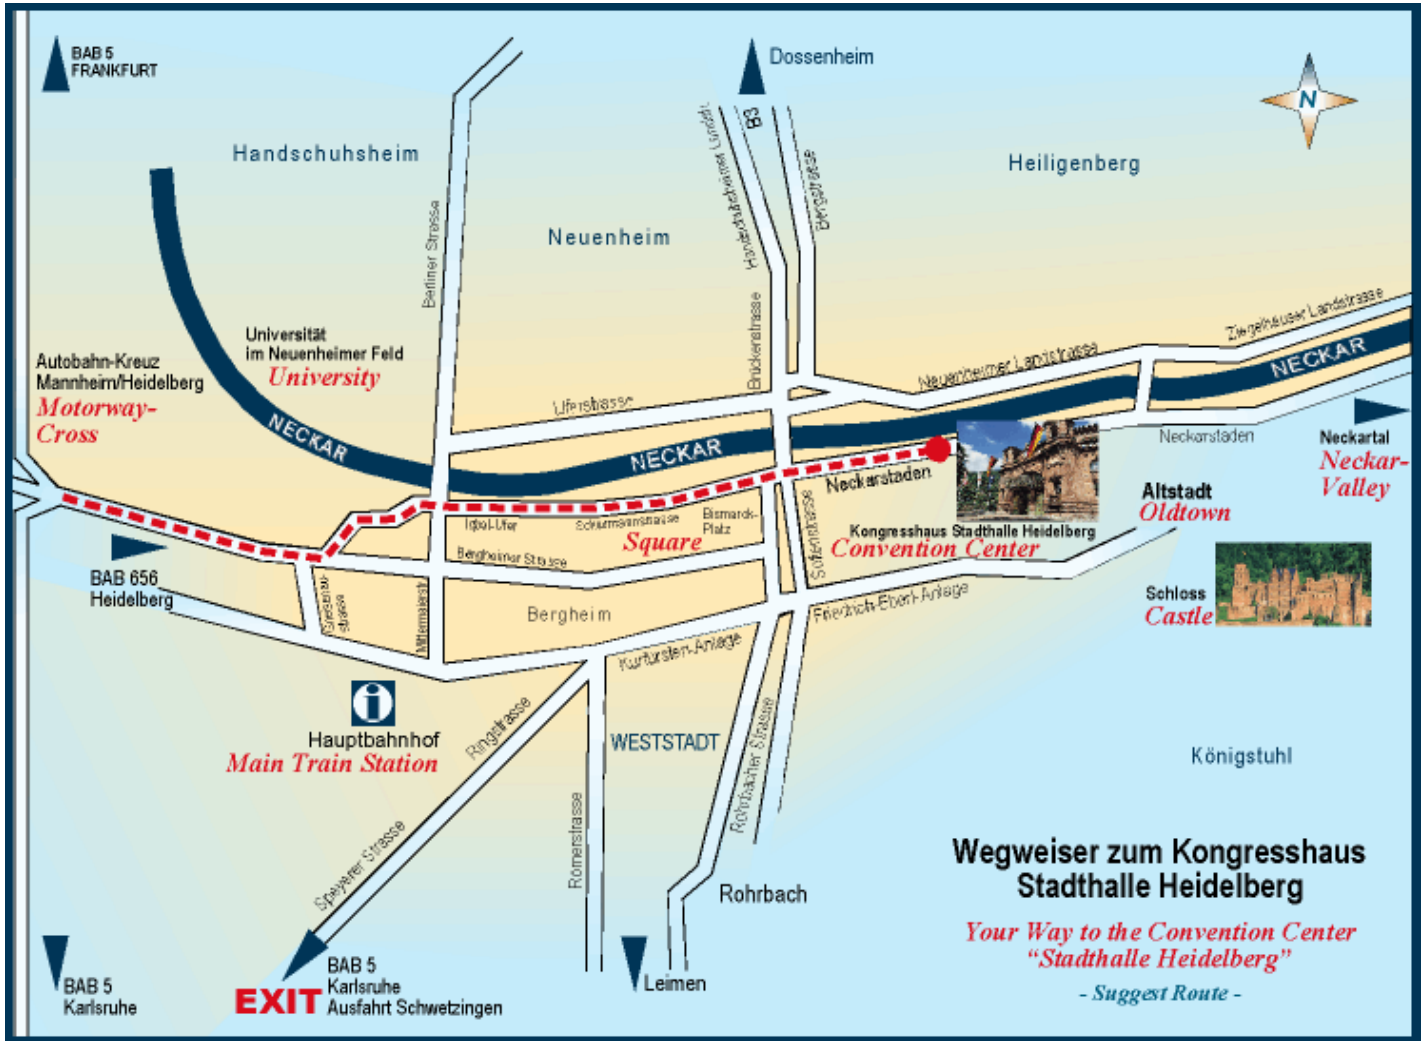 BAB 5
FRANKFURT
Dossenheim
N
B3
Handschuhsheim
Heiligenberg
Neuenheim
Berliner Strasse
Handschuhsheimer Landstr.
Bergstrasse
Brückenstrasse
Ziegelhäuser Landstrasse
Neuenheimer Landstrasse
Uferstrasse
Universität
im Neuenheimer Feld
University
Autobahn-Kreuz
Mannheim/Heidelberg
Motorway-
Cross
NECKAR
NECKAR
NECKAR
Neckarstaden
Neckarstaden
Neckartal
Neckar-
Valley
Altstadt
Oldtown
Kongresshaus Stadthalle Heidelberg
Convention Center
Schurmannstrasse
Bismarck-
Platz
Square
Bergheimer Strasse
Sofienstrasse
BAB 656
Heidelberg
Mittermaierstr.
Bergheim
Friedrich-Ebert-Anlage
Kurfürsten-Anlage
Schloss
Castle
i
Hauptbahnhof
Main Train Station
Ringstrasse
WESTSTADT
Rohrbacher Strasse
Königstuhl
Speyerer Strasse
Römerstrasse
Rohrbach
Wegweiser zum Kongresshaus
Stadthalle Heidelberg
Your Way to the Convention Center
“Stadthalle Heidelberg”
- Suggest Route -
BAB 5
Karlsruhe
EXIT
BAB 5
Karlsruhe
Ausfahrt Schwetzingen
Leimen